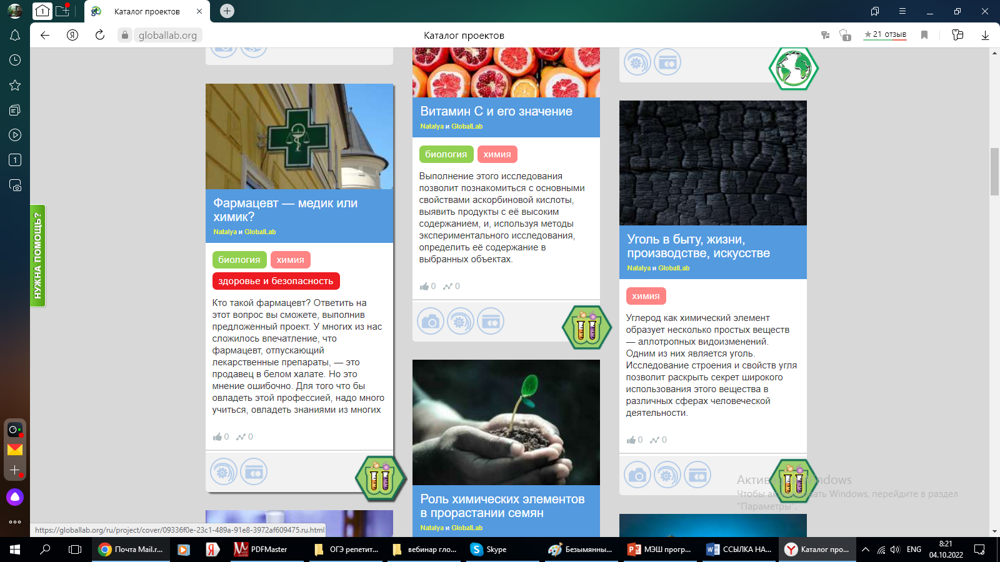 Каталог проектов
globallab.org
Каталог проектов
1
★ 21 отзыв
1
НУЖНА ПОМОЩЬ?
Фармацевт — медик или
химик?
Natalya и GlobalLab
биология химия
здоровье и безопасность
Кто такой фармацевт? Ответить на
этот вопрос вы сможете, выполнив
предложенный проект. У многих из нас
сложилось впечатление, что
фармацевт, отпускающий
лекарственные препараты, — это
продавец в белом халате. Но это
мнение ошибочно. Для того что бы
овладеть этой профессией, надо много
учиться, овладеть знаниями из многих
0 0
Витамин С и его значение
Natalya и GlobalLab
биология химия
Выполнение этого исследования
позволит познакомиться с основными
свойствами аскорбиновой кислоты,
выявить продукты с её высоким
содержанием, и, используя методы
экспериментального исследования,
определить её содержание в
выбранных объектах.
0 0
Роль химических элементов
в прорастании семян
Natalya и GlobalLab
Уголь в быту, жизни,
производстве, искусстве
Natalya и GlobalLab
химия
Углерод как химический элемент
образует несколько простых веществ
— аллотропных видоизменений.
Одним из них является уголь.
Исследование строения и свойств угля
позволит раскрыть секрет широкого
использования этого вещества в
различных сферах человеческой
деятельности.
0 0
Активация Windows
Чтобы активировать Windows, перейдите в раздел
"Параметры".
https://globallab.org/ru/project/cover/09336f0e-23c1-489a-91e8-3972af609475.ru.html
Почта Mail.r...
PDFMaster
ОГЭ репетит...
вебинар гло...
Skype
Безымянны...
МЭШ прогр...
ССЫЛКА НА...
Каталог про...
ENG
8:21
04.10.2022